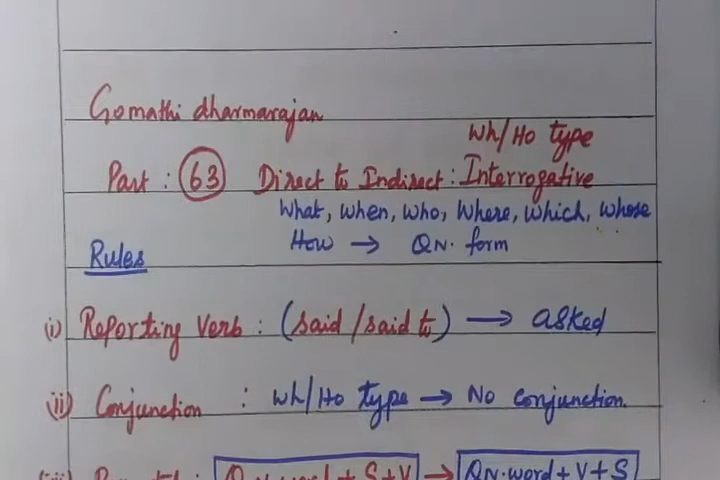 Gomathi dharmarajan
Wh/Ho type
Part : 63 Direct to Indirect : Interrogative
What, when, who, where, which, whose
How → QN. form
Rules
(i) Reporting Verb : (said/said to) → asked
(ii) Conjunction : Wh/Ho type → No conjunction.
+ S+V → QN.word + V + S